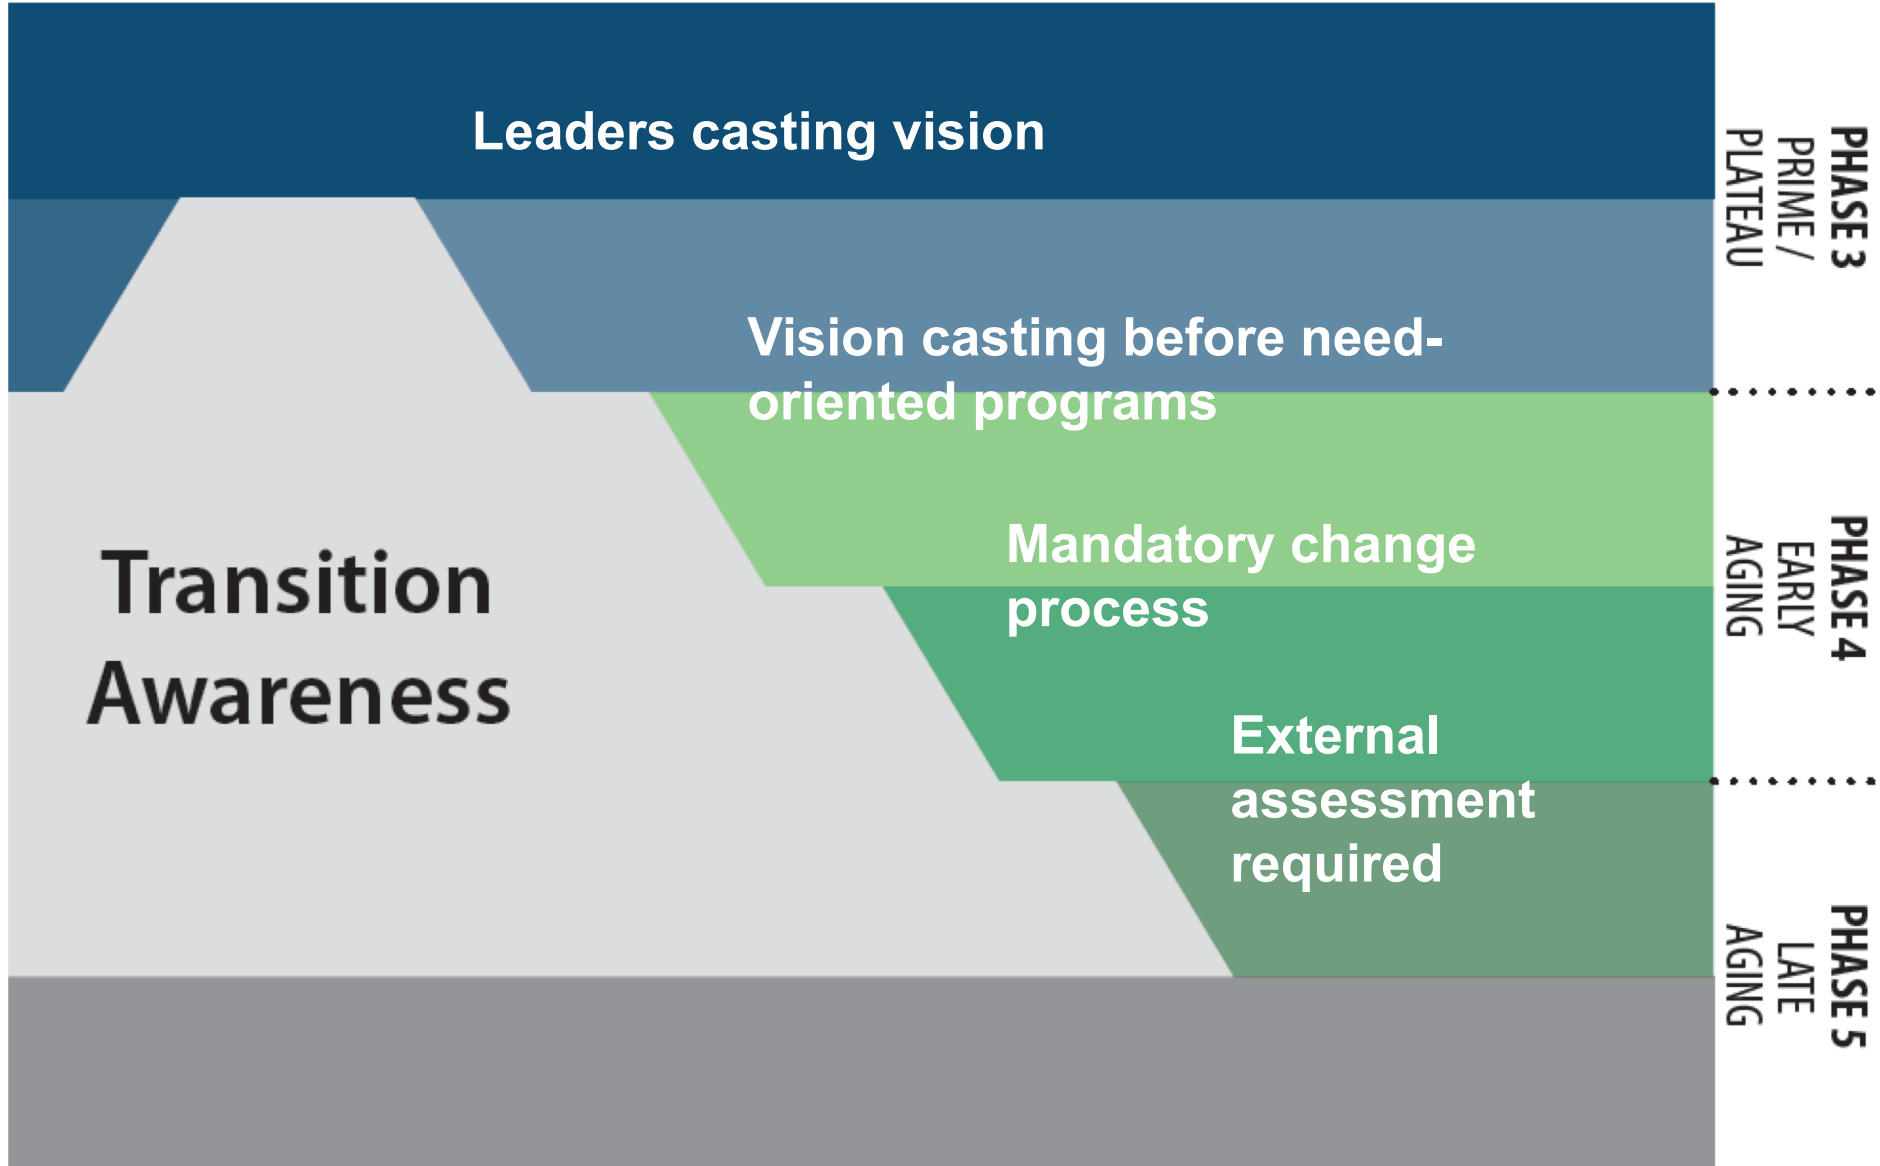 Leaders casting vision
Vision casting before need-
oriented programs
Mandatory change
process
External
assessment
required
Transition
Awareness
PHASE 3
PRIME /
PLATEAU
PHASE 4
EARLY
AGING
PHASE 5
LATE
AGING